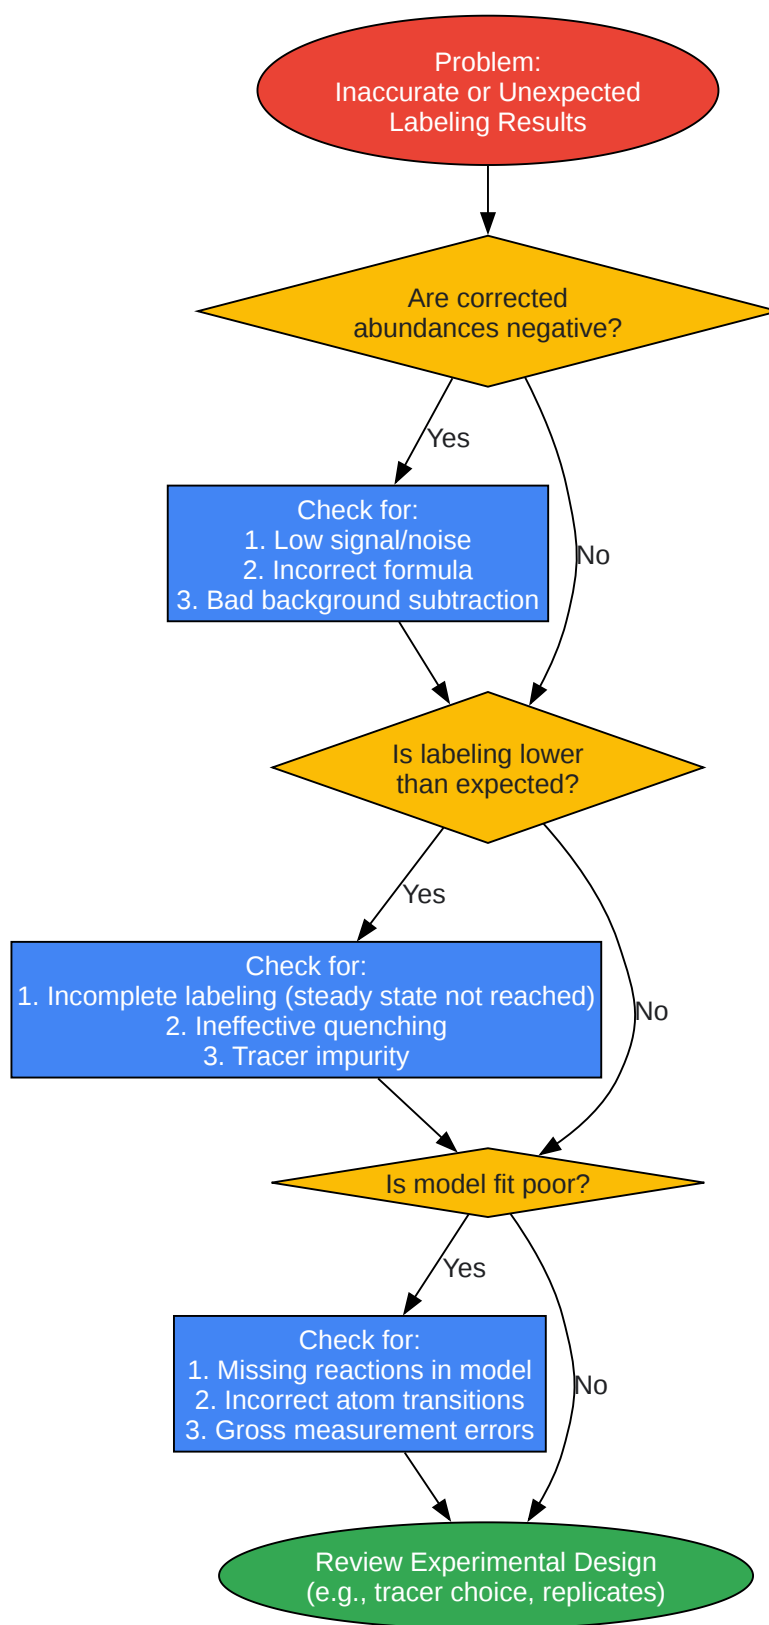 Problem:
Inaccurate or Unexpected
Labeling Results
Are corrected
abundances negative?
Yes
No
Check for:
1. Low signal/noise
2. Incorrect formula
3. Bad background subtraction
Is labeling lower
than expected?
Yes
No
Check for:
1. Incomplete labeling (steady state not reached)
2. Ineffective quenching
3. Tracer impurity
Is model fit poor?
Yes
No
Check for:
1. Missing reactions in model
2. Incorrect atom transitions
3. Gross measurement errors
Review Experimental Design
(e.g., tracer choice, replicates)